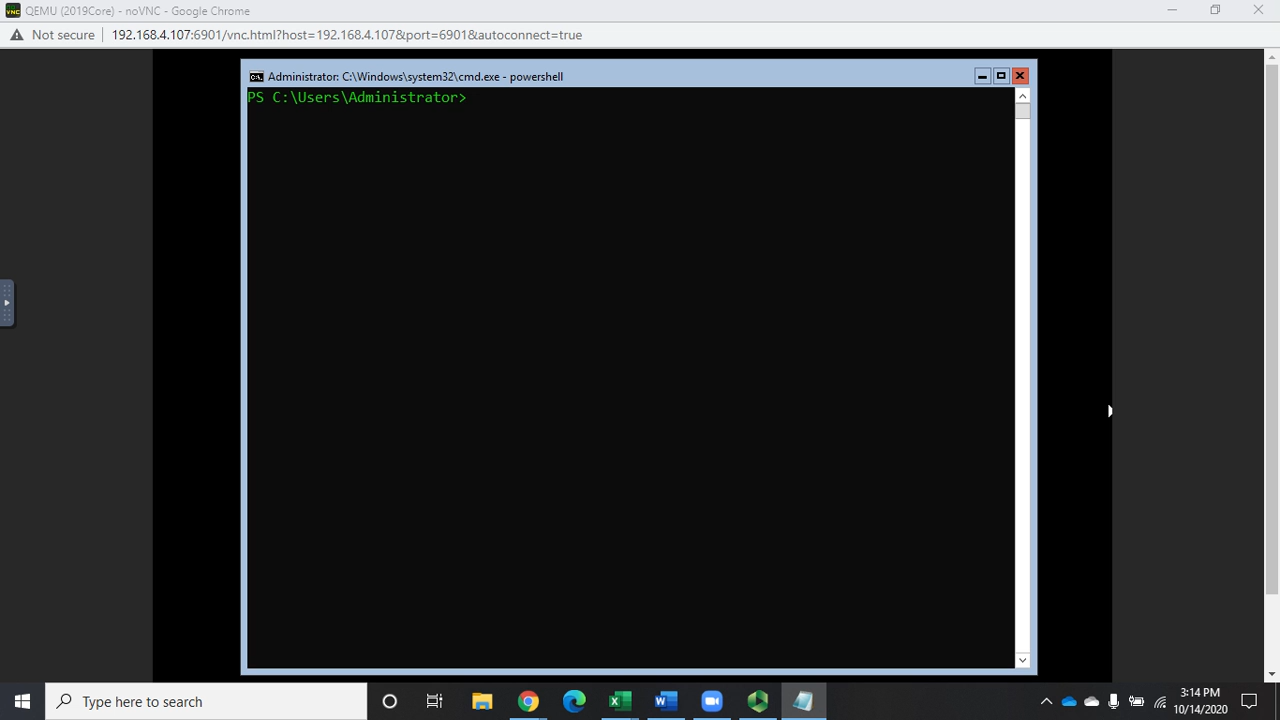 QEMU (2019Core) - noVNC - Google Chrome
Not secure 192.168.4.107:6901/vnc.html?host=192.168.4.107&port=6901&autoconnect=true
Administrator: C:\Windows\system32\cmd.exe - powershell
PS C:\Users\Administrator>
Type here to search
3:14 PM
10/14/2020